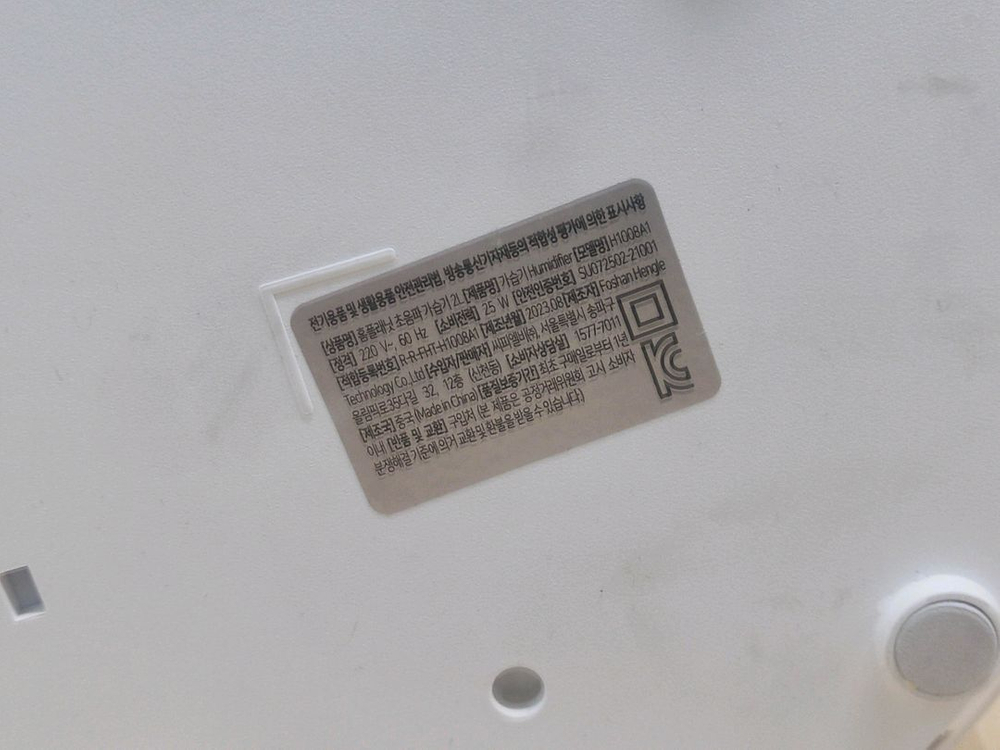 전기용품 및 생활용품 안전관리법, 방송통신기자재등의 적합성 평가에 의한 표시사항
[상품명] 홈플래닛 초음파 가습기 2L [제품명] 가습기 Humidifier [모델명] H1008A1
[정격] 220 V~, 60 Hz [소비전력] 25 W [안전인증번호] SU072502-21001
[적합등록번호] R-R-FHT-H1008A1 [제조년월] 2023.08 [제조자] Foshan Hengle
Technology Co.,Ltd [수입자/판매사] 씨피엘비㈜, 서울특별시 송파구
올림픽로35다길 32, 12층 (신천동) [소비자상담실] 1577-7011
[제조국] 중국 (Made in China) [품질보증기간] 최초 구매일로부터 1년
이내 [반품 및 교환] 구입처 (본 제품은 공정거래위원회 고시 소비자
분쟁해결 기준에 의거 교환 및 환불을 받을 수 있습니다.)